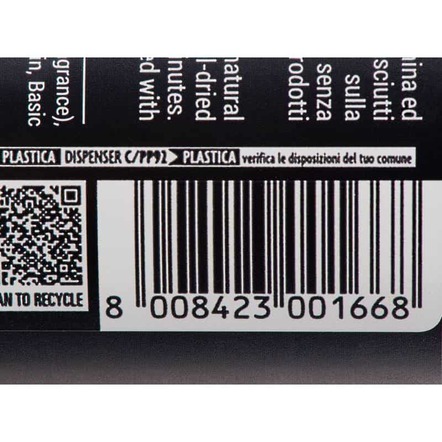 grance),
Basic
natural
l-dried
nutes.
ed with
ina ed
sciutti
sulla
senza
rodotti
PLASTICA DISPENSER C/PP92 PLASTICA verifica le disposizioni del tuo comune
AN TO RECYCLE
8 008423 001668